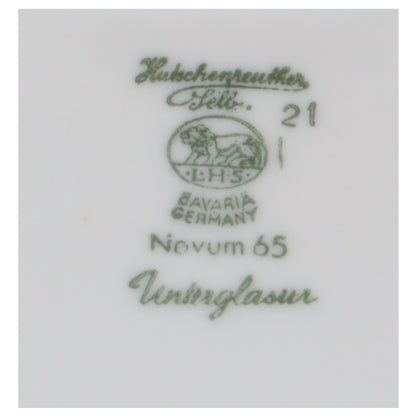 Hutschenreuther
Selb.
21
L·H·S·
BAVARIA
GERMANY
Novum 65
Unterglasur